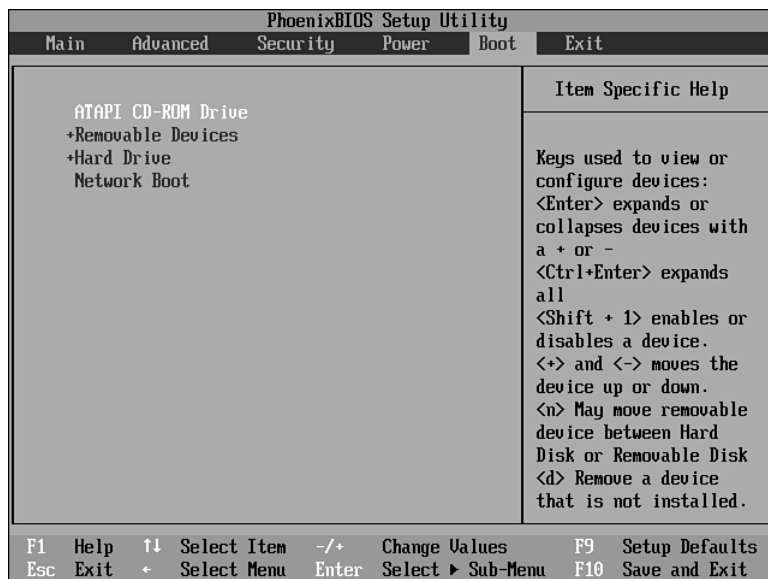 PhoenixBIOS Setup Utility
Main Advanced Security Power Boot Exit
ATAPI CD-ROM Drive
+Removable Devices
+Hard Drive
Network Boot
Item Specific Help
Keys used to view or
configure devices:
<Enter> expands or
collapses devices with
a + or -
<Ctrl+Enter> expands
all
<Shift + 1> enables or
disables a device.
<+> and <-> moves the
device up or down.
<n> May move removable
device between Hard
Disk or Removable Disk
<d> Remove a device
that is not installed.
F1 Help ↑↓ Select Item -/+ Change Values F9 Setup Defaults
Esc Exit ← Select Menu Enter Select ▶ Sub-Menu F10 Save and Exit